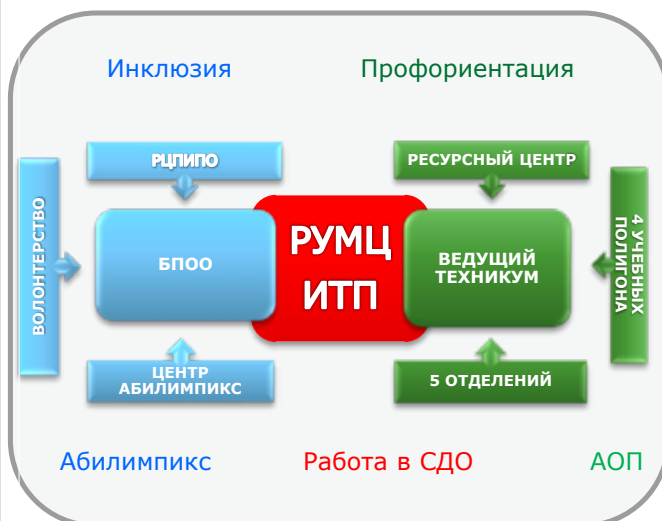 Инклюзия
Профориентация
РЦПИПО
РЕСУРСНЫЙ ЦЕНТР
ВОЛОНТЕРСТВО
БПОО
РУМЦ
ИТП
ВЕДУЩИЙ
ТЕХНИКУМ
4 УЧЕБНЫХ
ПОЛИГОНА
ЦЕНТР
АБИЛИМПИКС
5 ОТДЕЛЕНИЙ
Абилимпикс
Работа в СДО
АОП